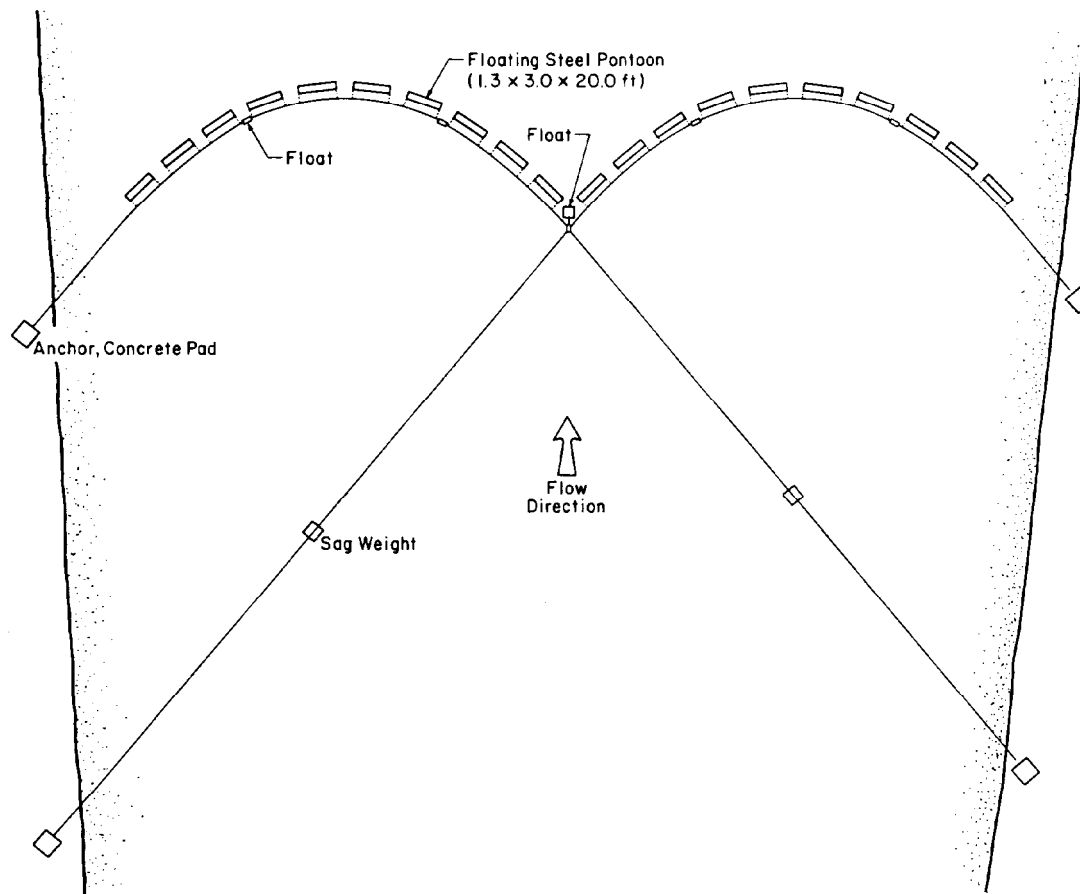 Floating Steel Pontoon
(1.3 x 3.0 x 20.0 ft)
Float
Float
Anchor, Concrete Pad
Flow
Direction
Sag Weight